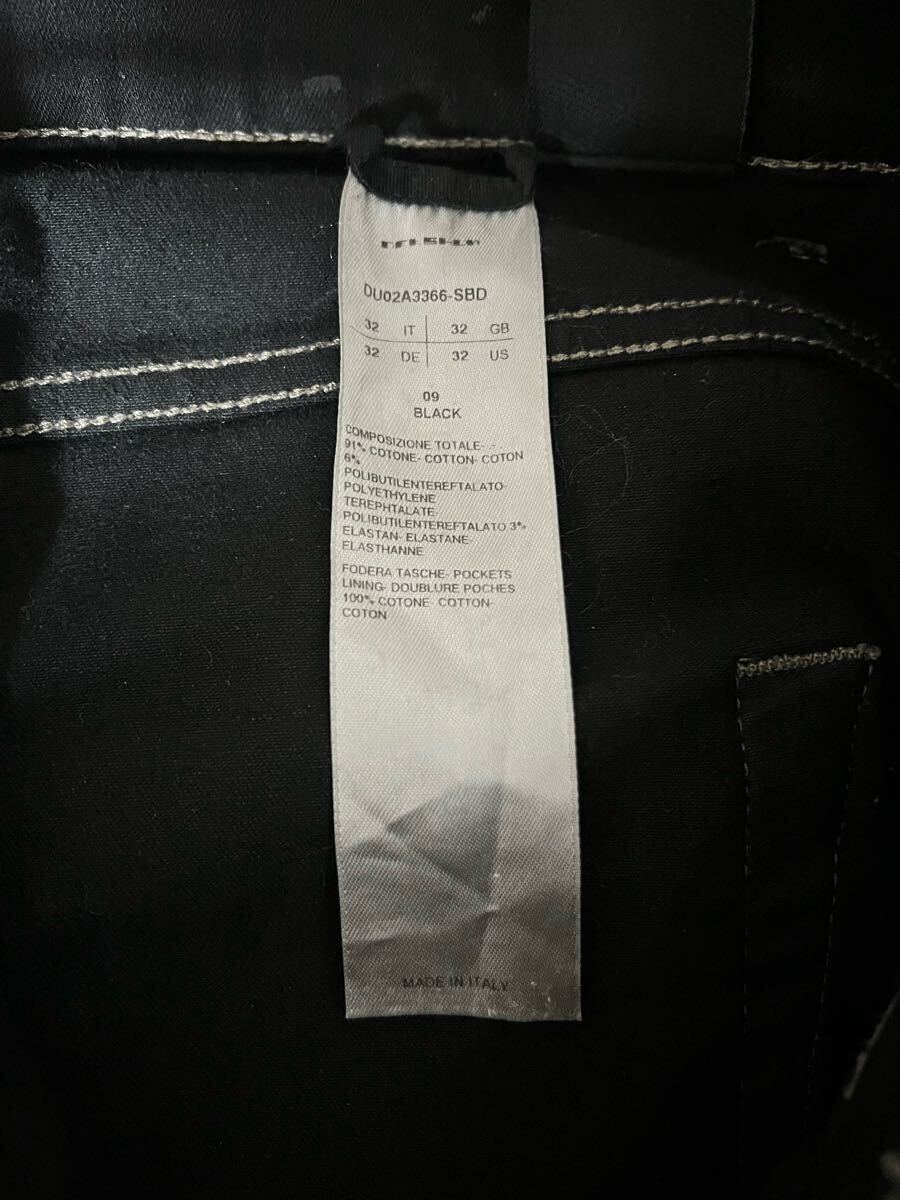 DU02A3366-SBD
32 IT 32 GB
32 DE 32 US
09
BLACK
COMPOSIZIONE TOTALE- - -
91% COTONE- COTTON- COTON
6%
POLIBUTILENTEREFTALATO-
POLYETHYLENE
TEREPHTALATE-
POLIBUTILENTEREFTALATO 3%
ELASTAN- ELASTANE-
ELASTHANNE
FODERA TASCHE- POCKETS
LINING- DOUBLURE POCHES
100% COTONE- COTTON-
COTON
MADE IN ITALY